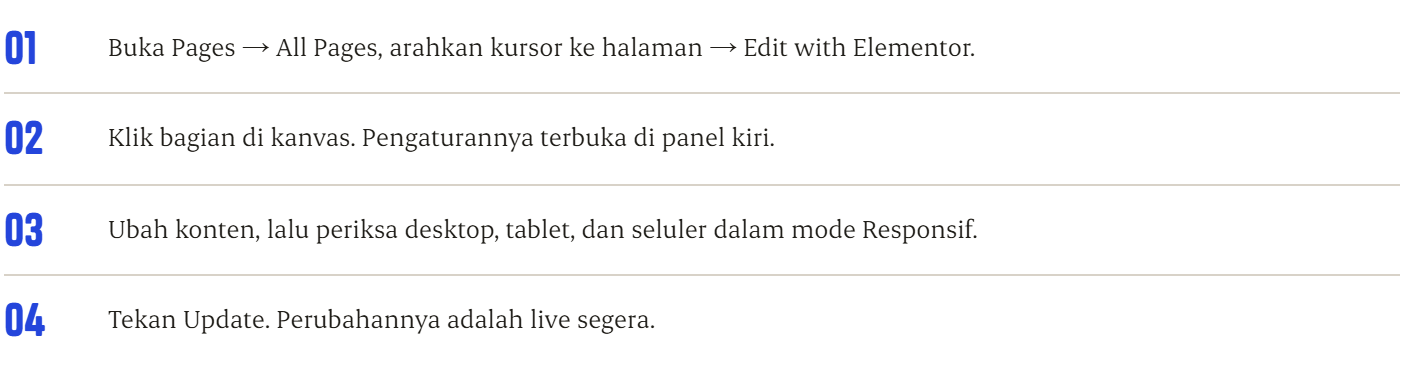 01 Buka Pages → All Pages, arahkan kursor ke halaman → Edit with Elementor.
02 Klik bagian di kanvas. Pengaturannya terbuka di panel kiri.
03 Ubah konten, lalu periksa desktop, tablet, dan seluler dalam mode Responsif.
04 Tekan Update. Perubahannya adalah live segera.